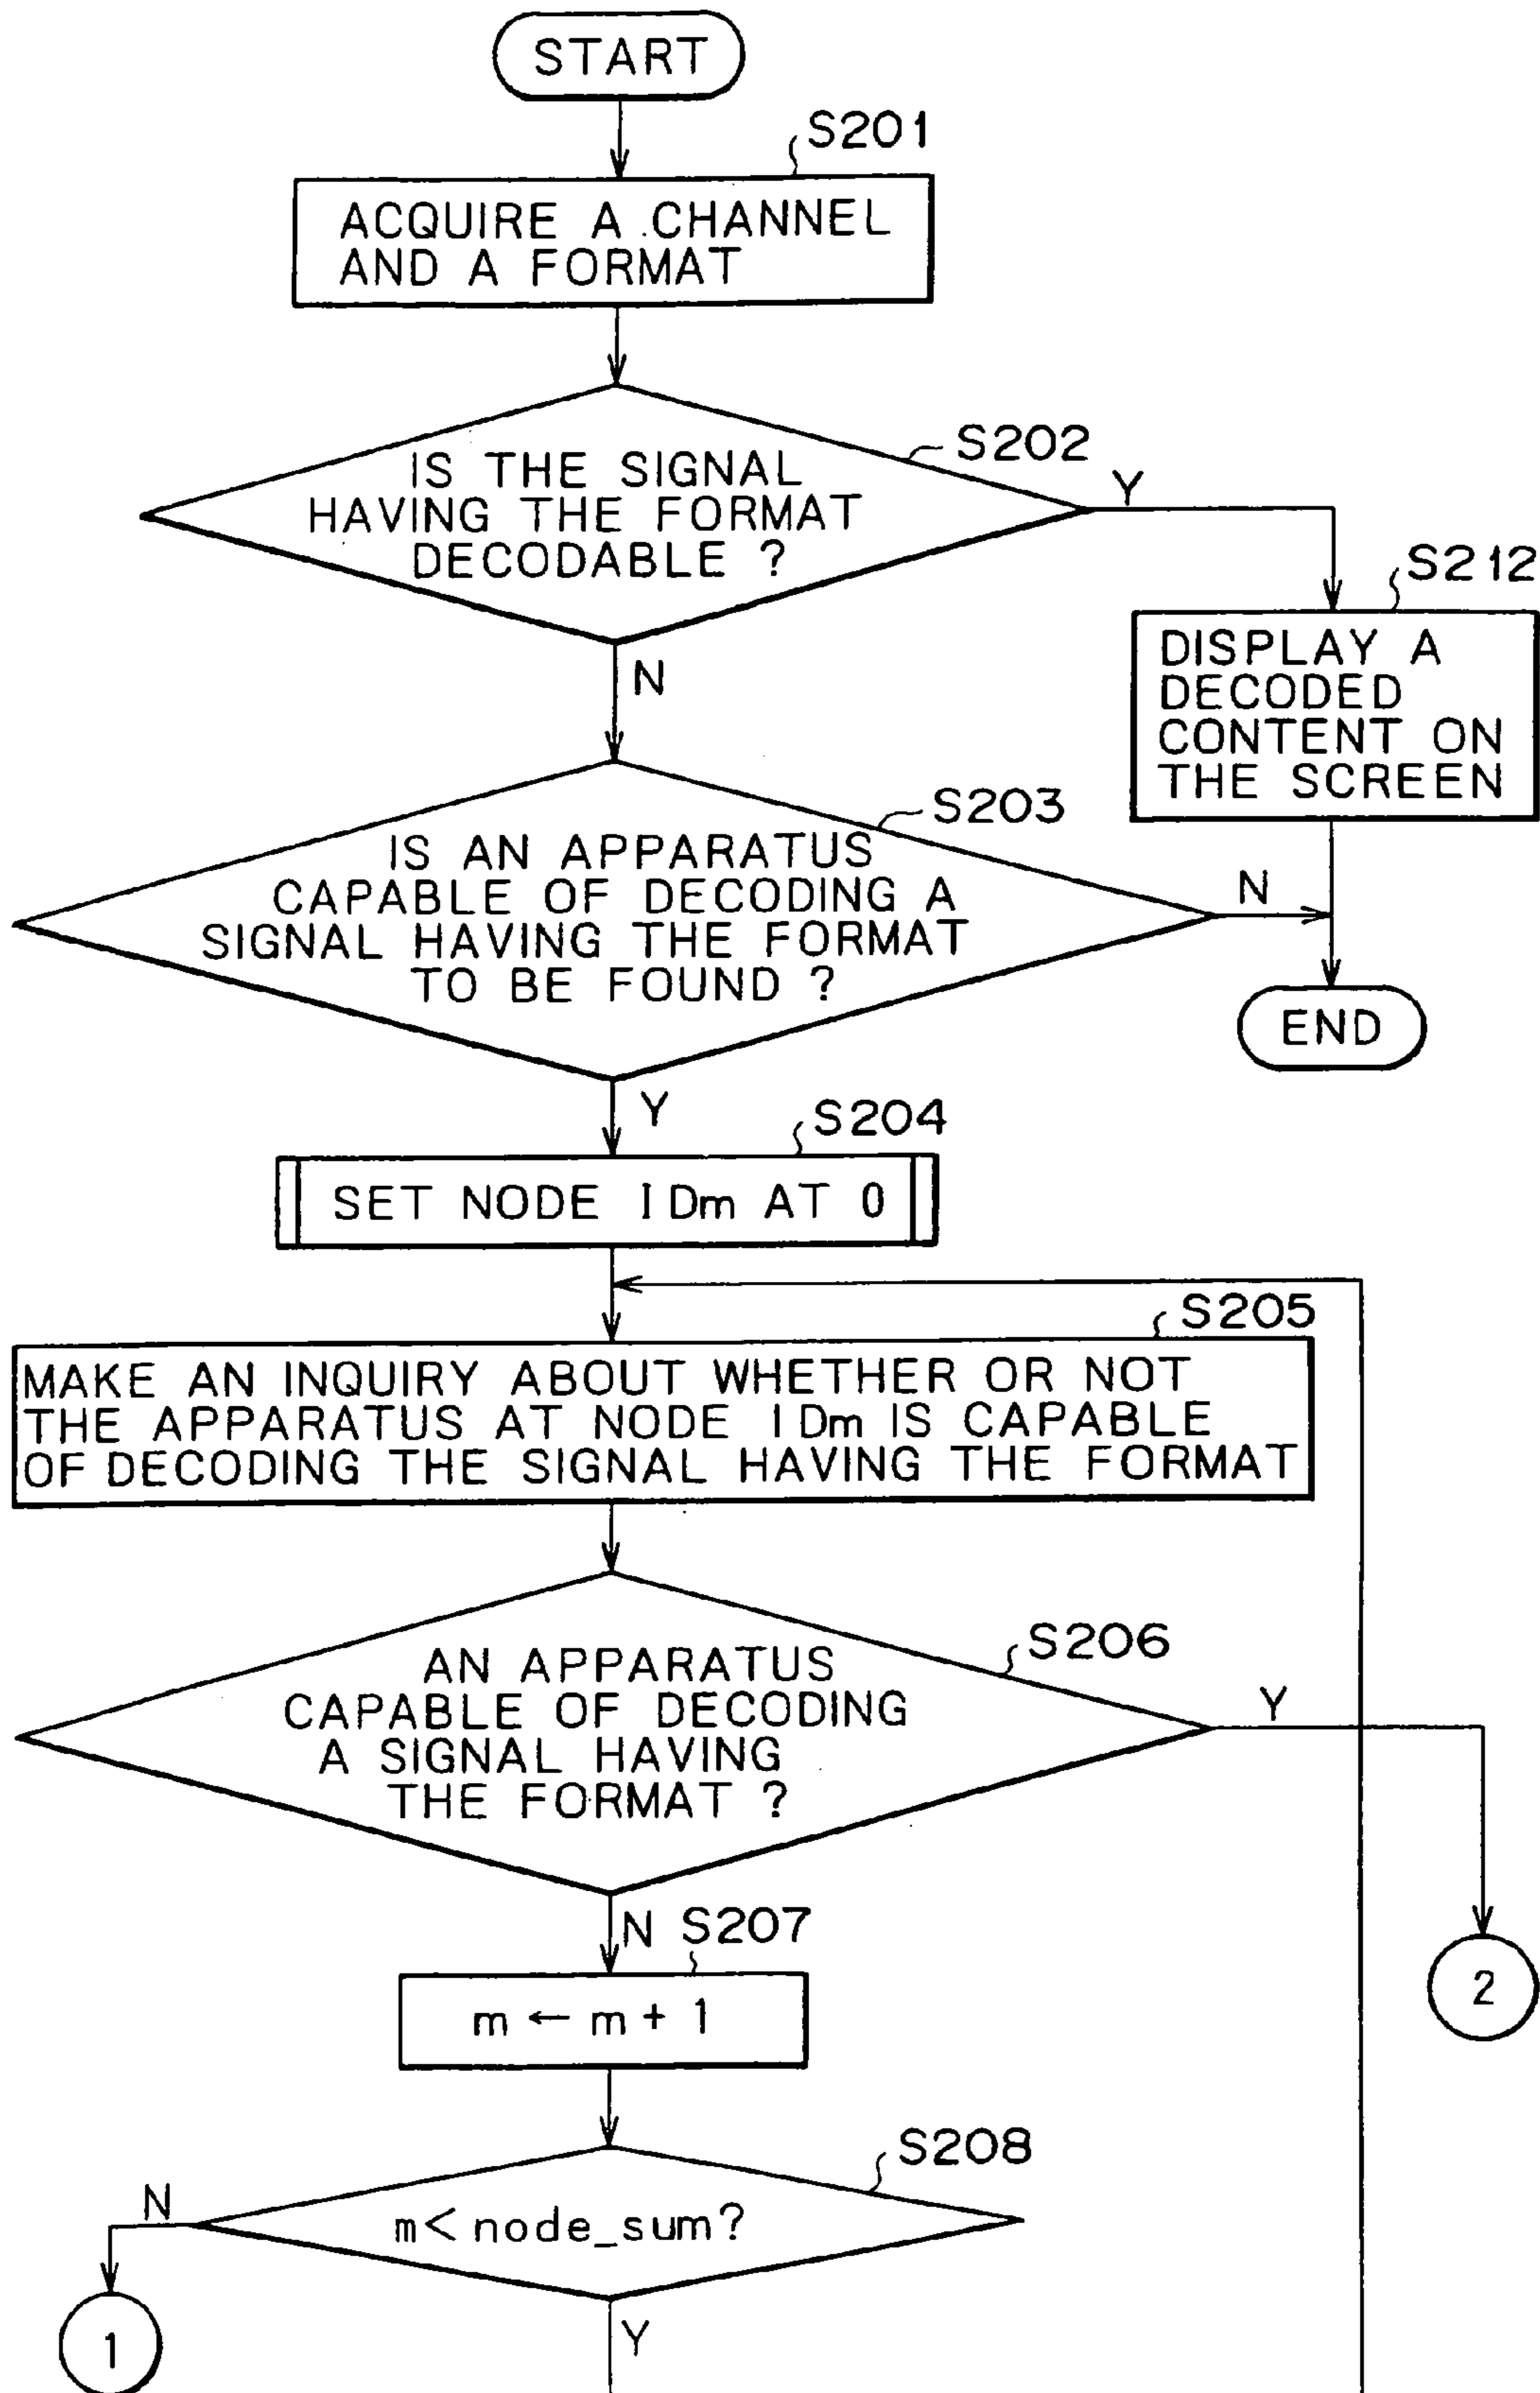 START
S201
ACQUIRE A CHANNEL
AND A FORMAT
S202
IS THE SIGNAL
HAVING THE FORMAT
DECODABLE ?
Y
N
S212
DISPLAY A
DECODED
CONTENT ON
THE SCREEN
S203
IS AN APPARATUS
CAPABLE OF DECODING A
SIGNAL HAVING THE FORMAT
TO BE FOUND ?
N
END
Y
S204
SET NODE IDm AT 0
S205
MAKE AN INQUIRY ABOUT WHETHER OR NOT
THE APPARATUS AT NODE IDm IS CAPABLE
OF DECODING THE SIGNAL HAVING THE FORMAT
S206
AN APPARATUS
CAPABLE OF DECODING
A SIGNAL HAVING
THE FORMAT ?
Y
2
N
S207
m ← m + 1
S208
m < node_sum?
N
1
Y